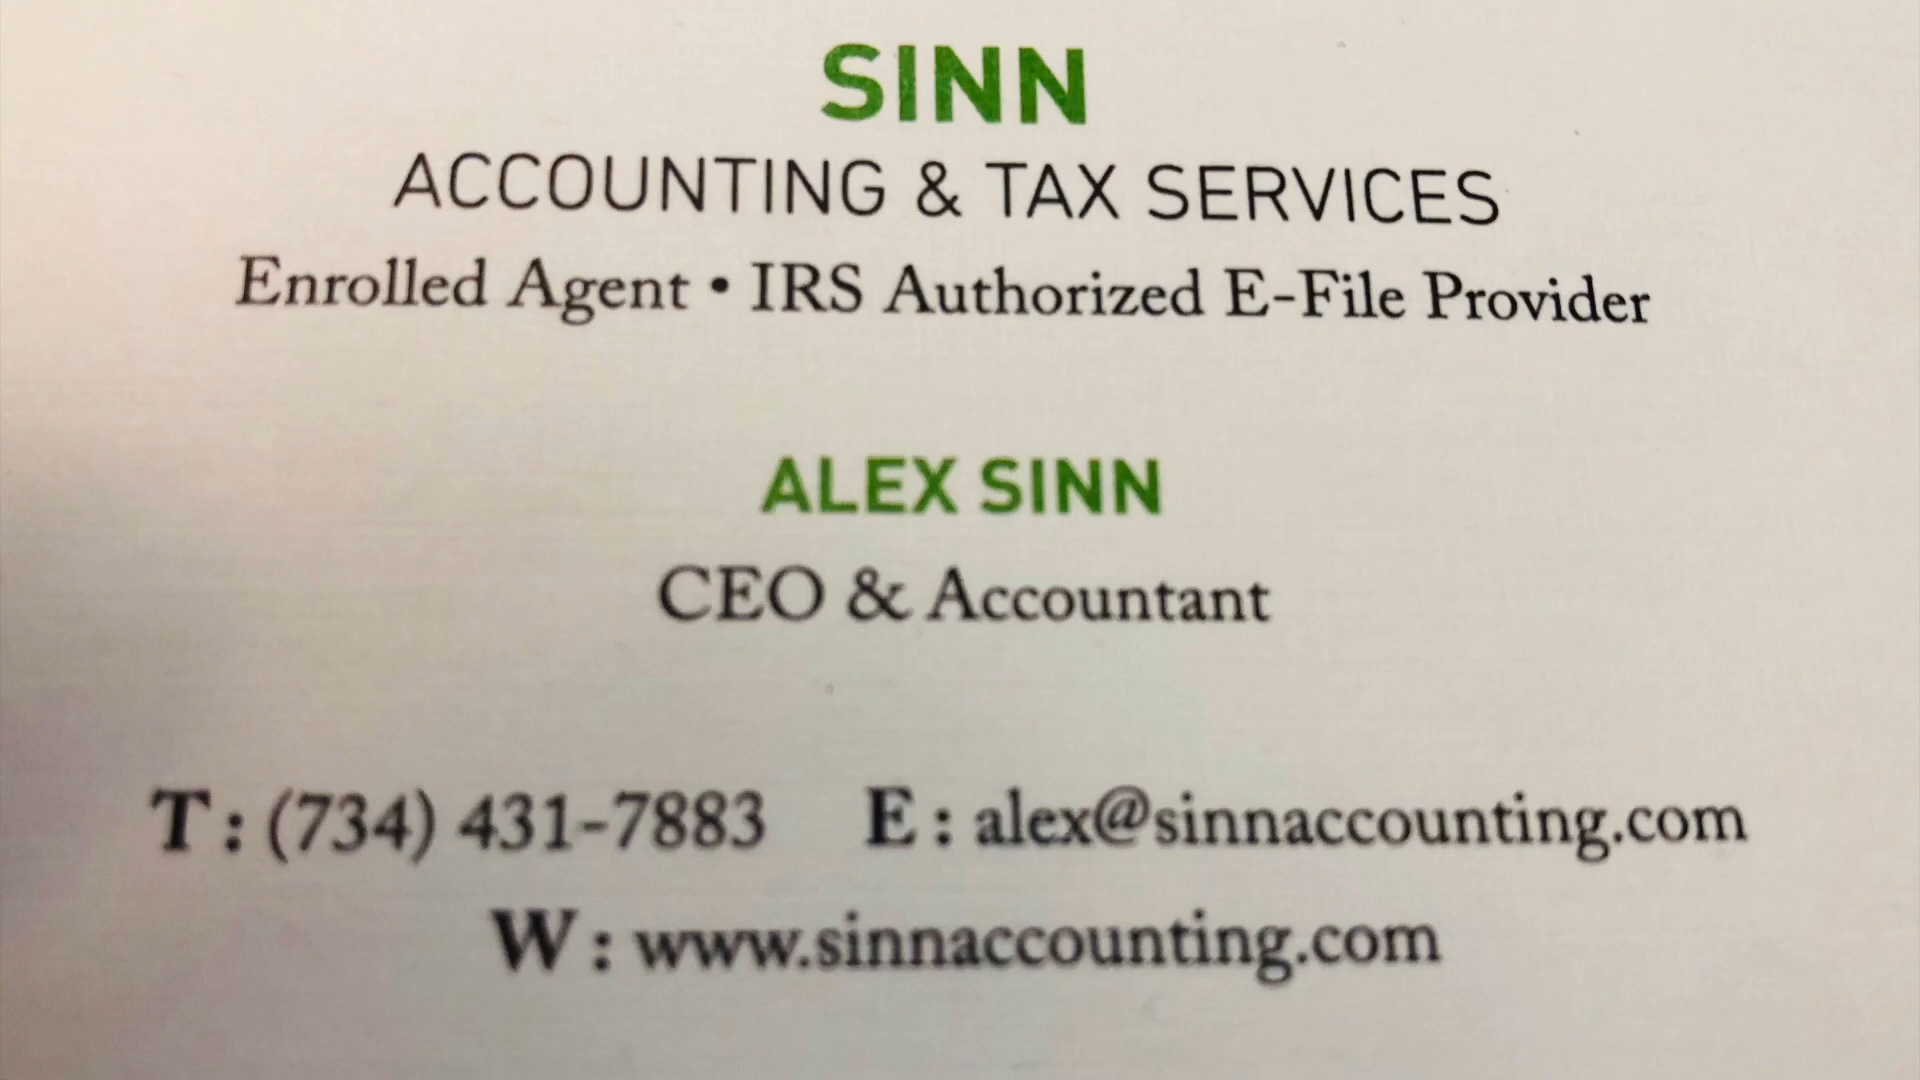 SINN
ACCOUNTING & TAX SERVICES
Enrolled Agent • IRS Authorized E-File Provider
ALEX SINN
CEO & Accountant
T : (734) 431-7883 E : alex@sinnaccounting.com
W : www.sinnaccounting.com